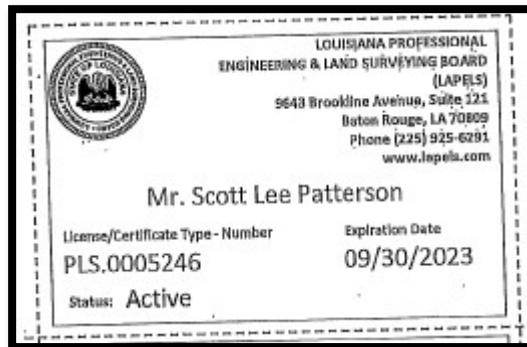 LOUISIANA PROFESSIONAL
ENGINEERING & LAND SURVEYING BOARD
(LAPELS)
9643 Brookline Avenue, Suite 121
Baton Rouge, LA 70809
Phone (225) 925-6291
www.lapels.com
Mr. Scott Lee Patterson
License/Certificate Type - Number
Expiration Date
PLS.0005246
09/30/2023
Status: Active